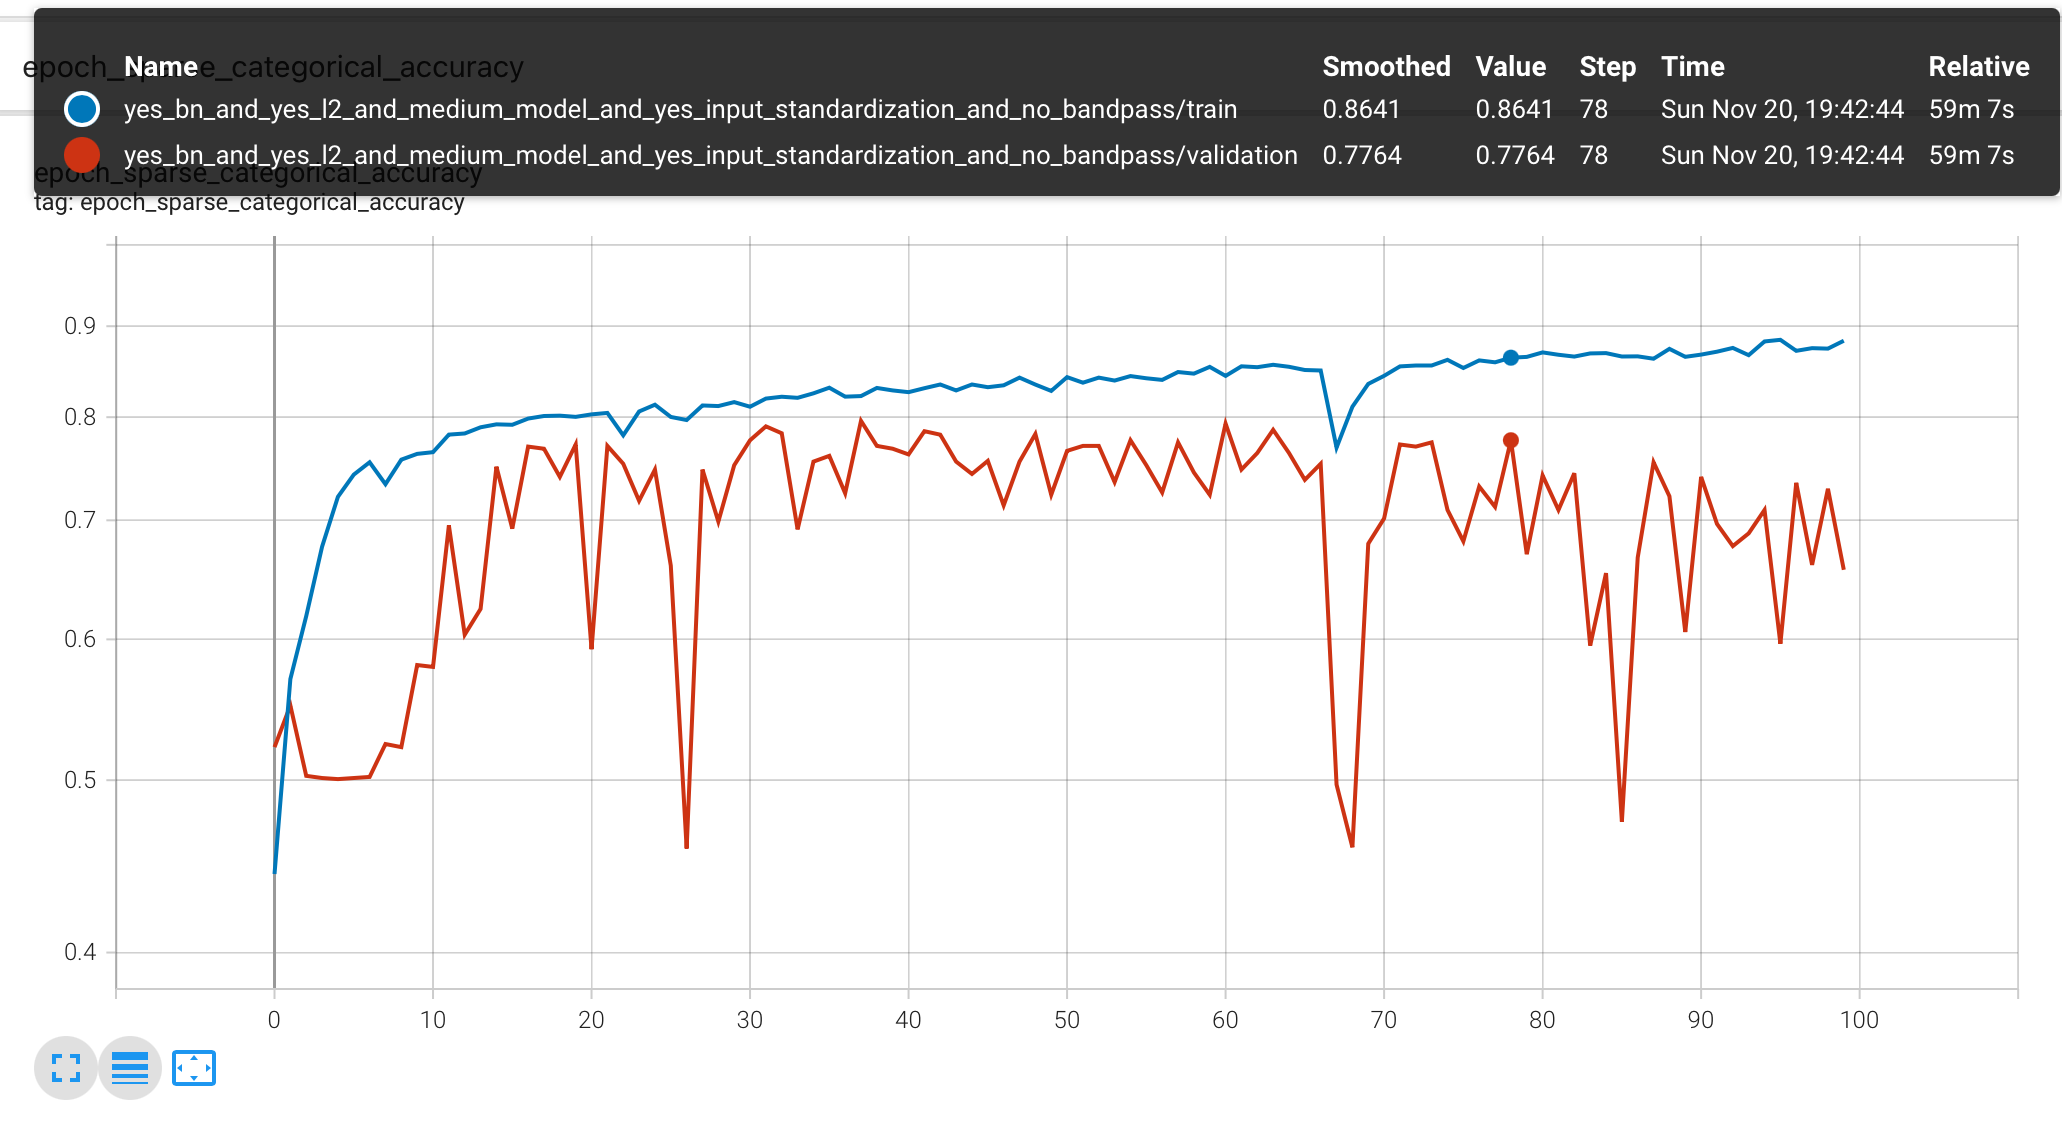 epoch_sparse_categorical_accuracy
Name Smoothed Value Step Time Relative
yes_bn_and_yes_l2_and_medium_model_and_yes_input_standardization_and_no_bandpass/train 0.8641 0.8641 78 Sun Nov 20, 19:42:44 59m 7s
yes_bn_and_yes_l2_and_medium_model_and_yes_input_standardization_and_no_bandpass/validation 0.7764 0.7764 78 Sun Nov 20, 19:42:44 59m 7s
epoch_sparse_categorical_accuracy
tag: epoch_sparse_categorical_accuracy
0.9
0.8
0.7
0.6
0.5
0.4
0 10 20 30 40 50 60 70 80 90 100